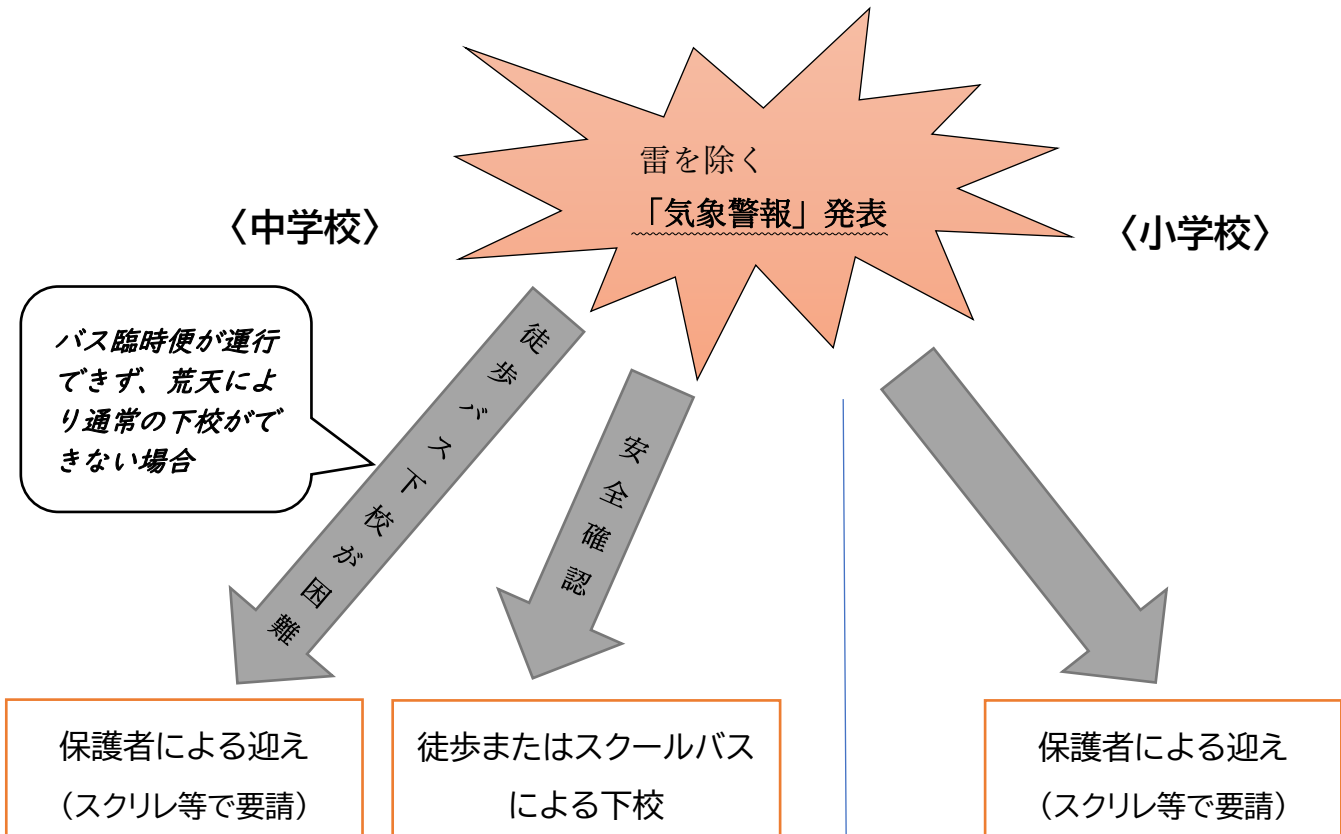 雷を除く
「気象警報」発表
〈中学校〉
〈小学校〉
バス臨時便が運行
できず、荒天によ
り通常の下校がで
きない場合
徒歩バス下校が困難
安全確認
保護者による迎え
（スクリレ等で要請）
徒歩またはスクールバス
による下校
保護者による迎え
（スクリレ等で要請）